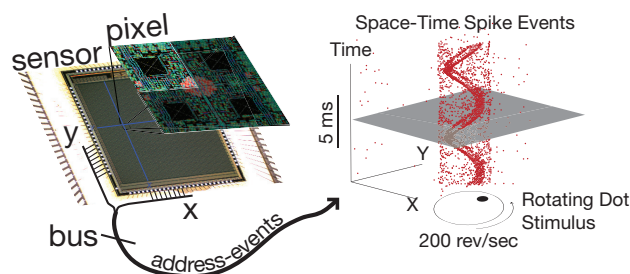 pixel
sensor
y
x
bus
address-events
Space-Time Spike Events
Time
5 ms
Y
X
Rotating Dot
Stimulus
200 rev/sec